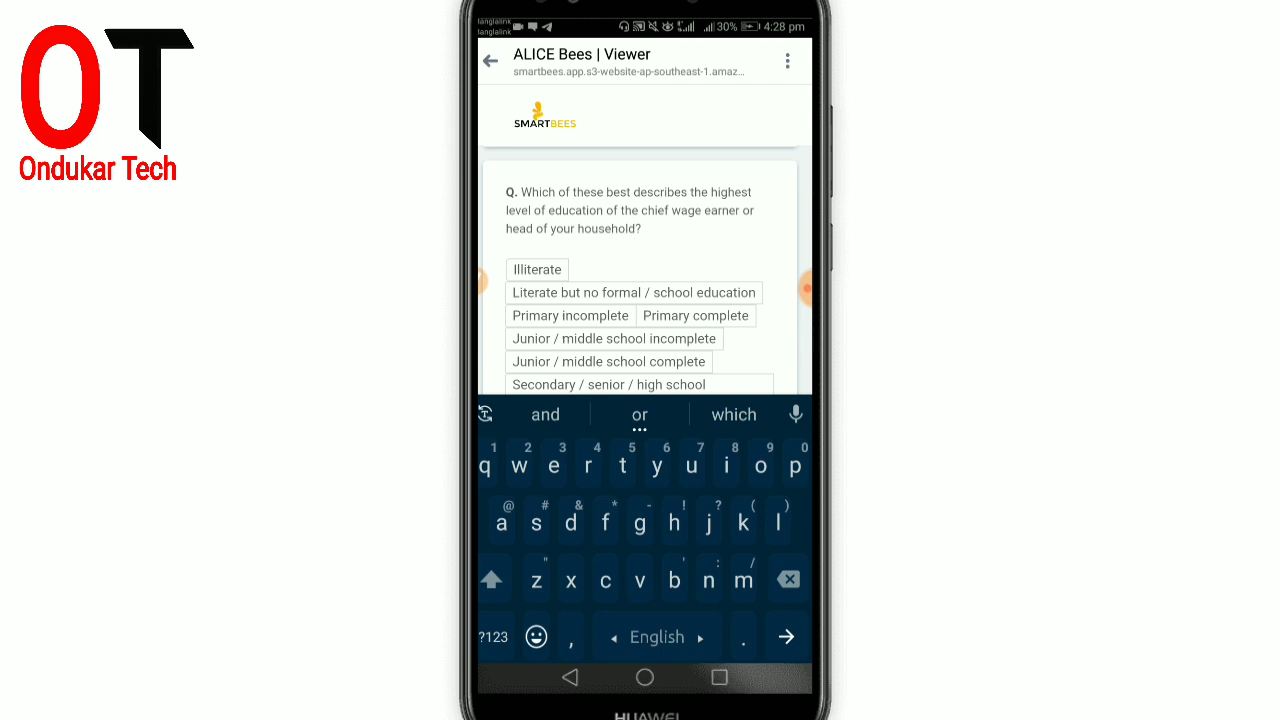 OT
Ondukar Tech
Banglalink
Banglalink
30% 4:28 pm
ALICE Bees | Viewer
smartbees.app.s3-website-ap-southeast-1.amaz...
SMARTBEES
Q. Which of these best describes the highest
level of education of the chief wage earner or
head of your household?
Illiterate
Literate but no formal / school education
Primary incomplete Primary complete
Junior / middle school incomplete
Junior / middle school complete
Secondary / senior / high school
and or which
1 2 3 4 5 6 7 8 9 0
q w e r t y u i o p
@ # & * - ! ? ( )
a s d f g h j k l
" ' : /
z x c v b n m
?123 , English .
HUAWEI